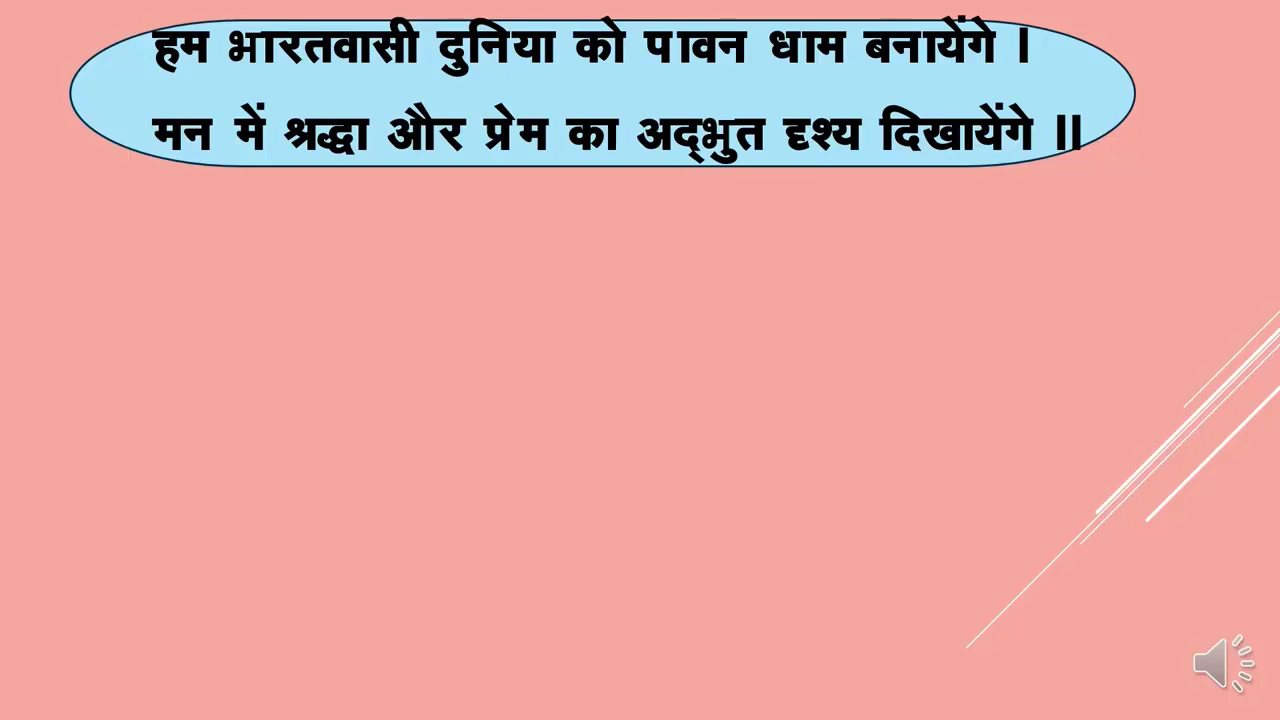 हम भारतवासी दुनिया को पावन धाम बनायेंगे ।
मन में श्रद्धा और प्रेम का अद्‌भुत दृश्य दिखायेंगे ॥